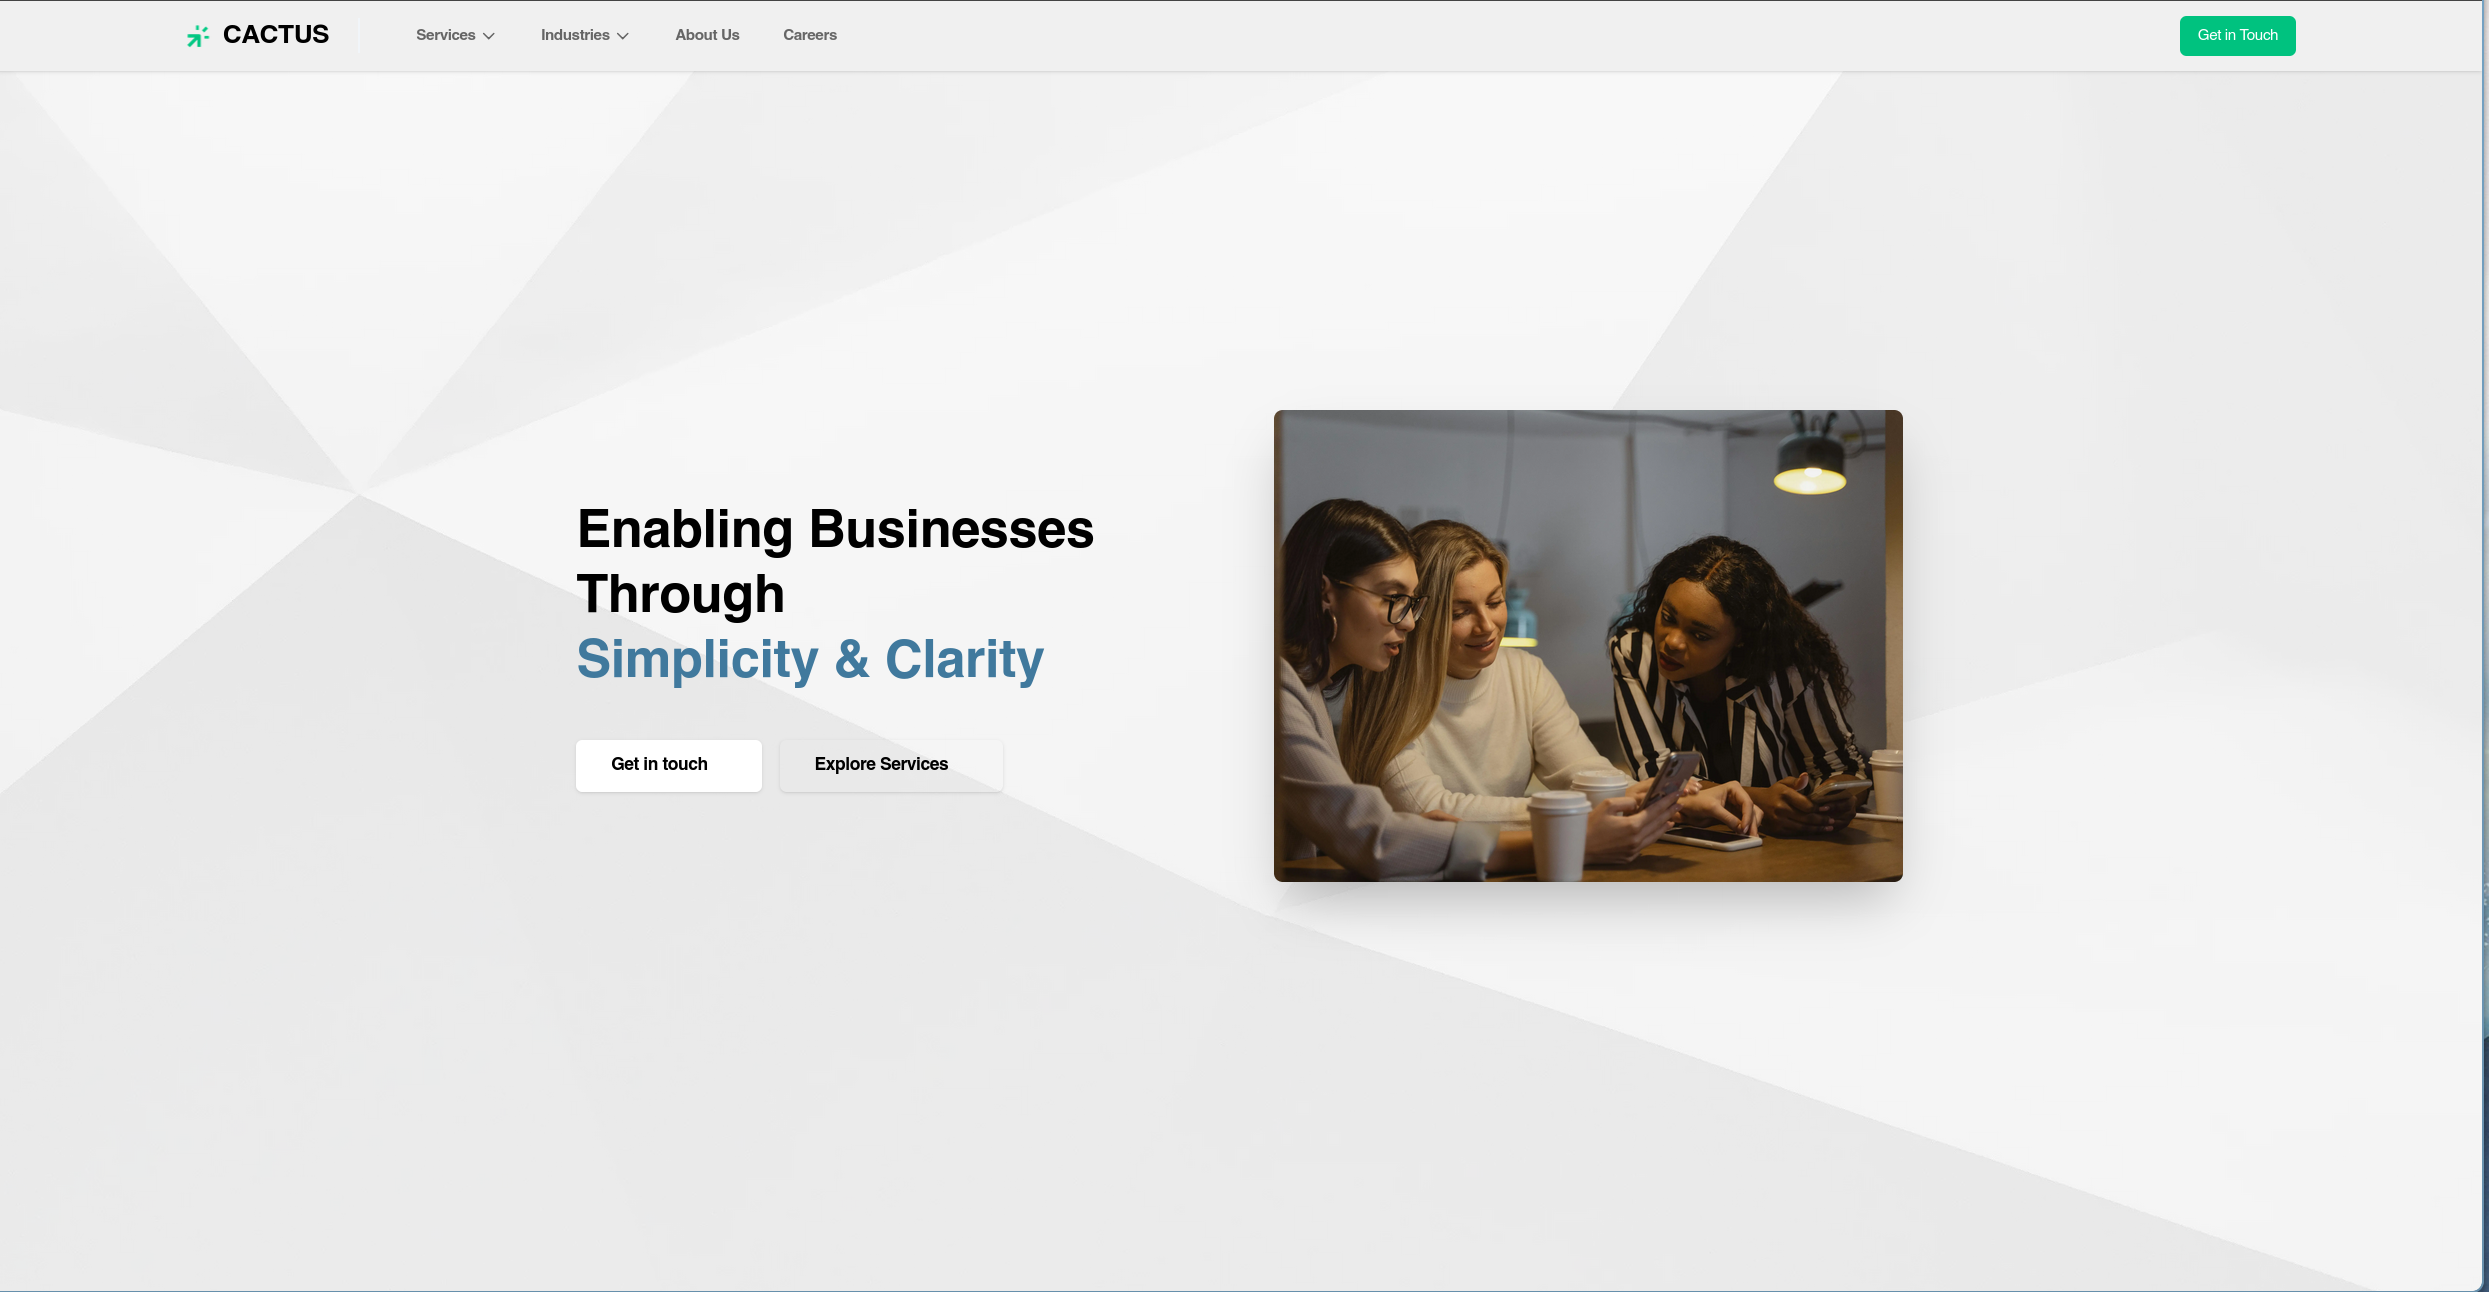 CACTUS
Services
Industries
About Us
Careers
Get in Touch
Enabling Businesses
Through
Simplicity & Clarity
Get in touch
Explore Services